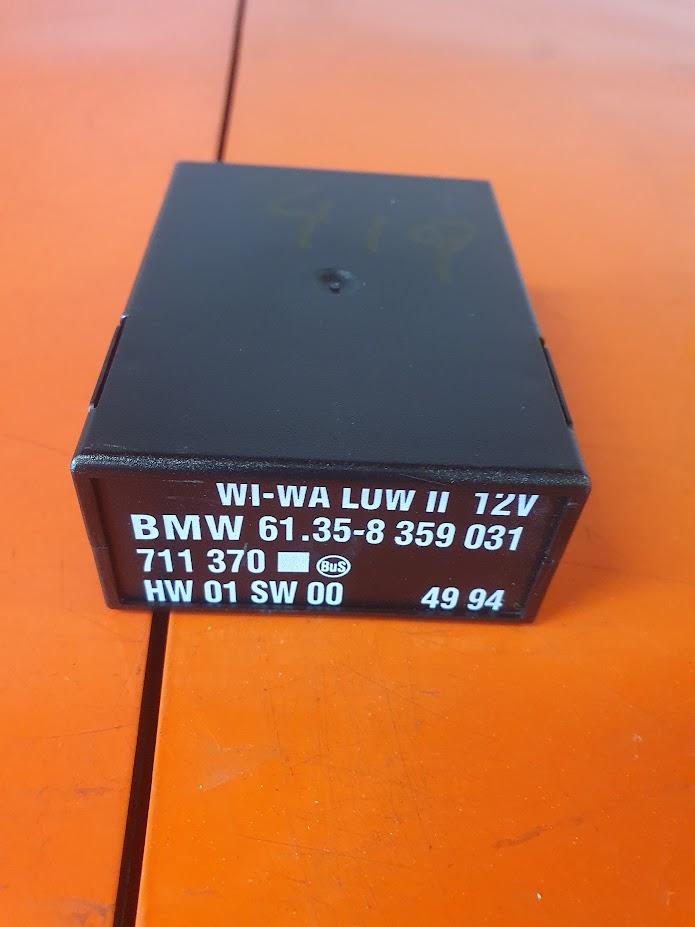 419
WI-WA LOW II 12V
BMW 61.35-8 359 031
711 370 BuS
HW 01 SW 00 49 94